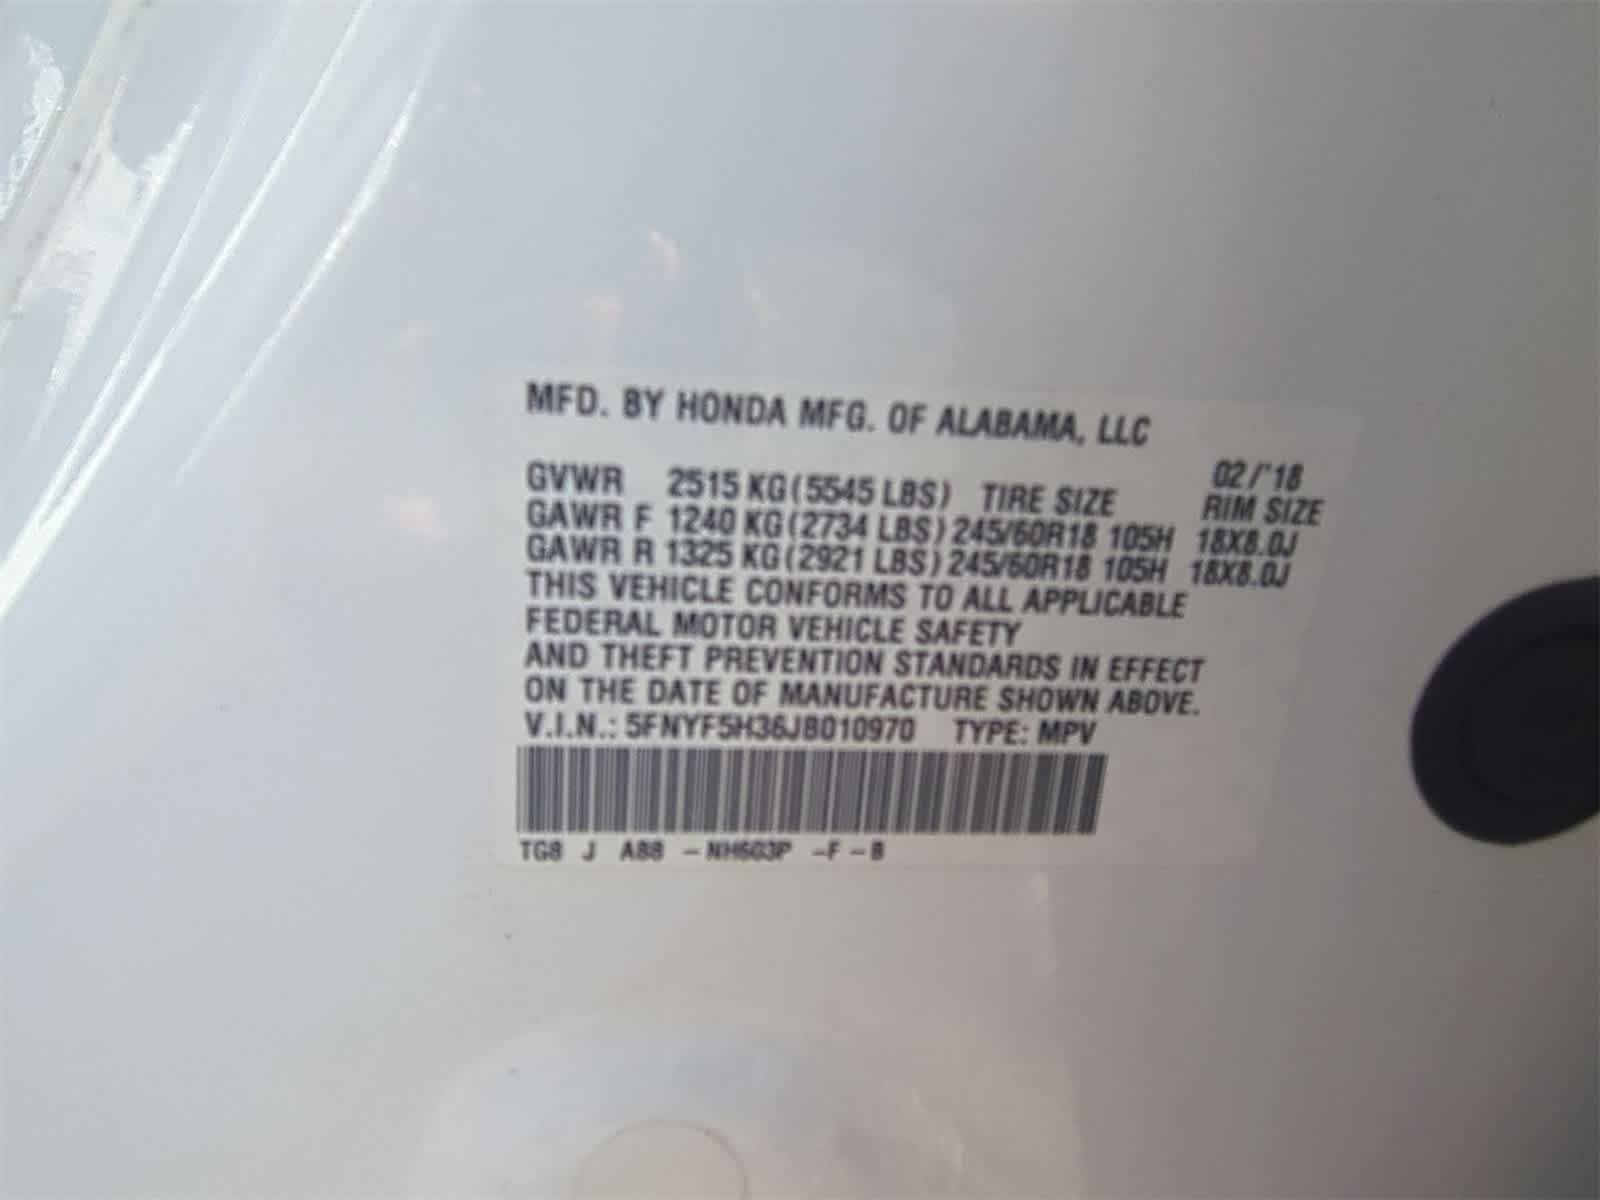 MFD. BY HONDA MFG. OF ALABAMA, LLC
02/'18
GVWR 2515 KG (5545 LBS) TIRE SIZE RIM SIZE
GAWR F 1240 KG (2734 LBS) 245/60R18 105H 18X8.0J
GAWR R 1325 KG (2921 LBS) 245/60R18 105H 18X8.0J
THIS VEHICLE CONFORMS TO ALL APPLICABLE
FEDERAL MOTOR VEHICLE SAFETY
AND THEFT PREVENTION STANDARDS IN EFFECT
ON THE DATE OF MANUFACTURE SHOWN ABOVE.
V.I.N.: 5FNYF5H36JB010970 TYPE: MPV
TG8 J A88 -NH603P -F-B